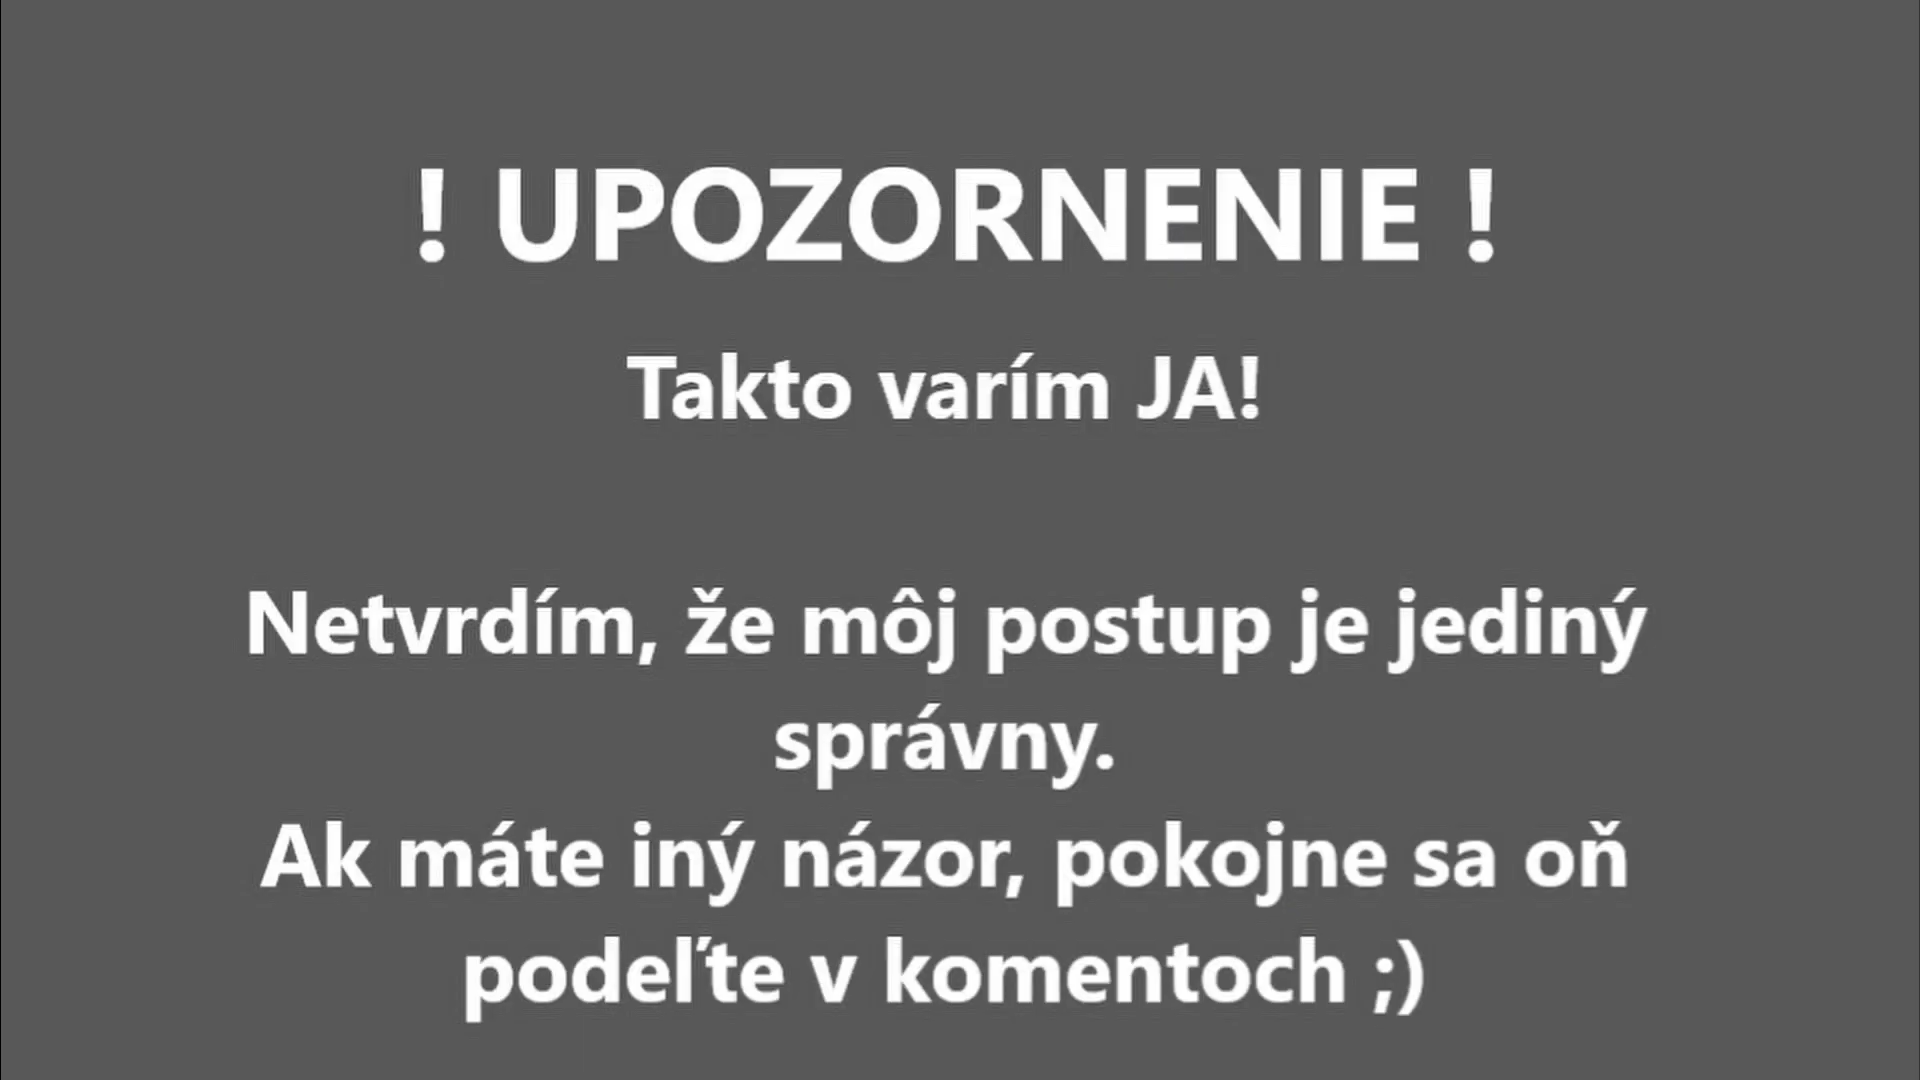 ! UPOZORNENIE !
Takto varím JA!
Netvrdím, že môj postup je jediný
správny.
Ak máte iný názor, pokojne sa oň
podeľte v komentoch ;)